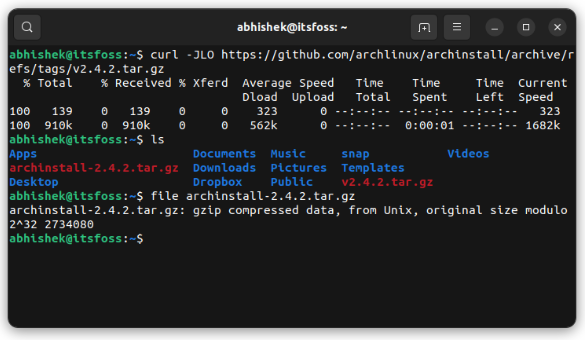 abhishek@itsfoss: ~
abhishek@itsfoss:~$ curl -JLO https://github.com/archlinux/archinstall/archive/r
efs/tags/v2.4.2.tar.gz
  % Total    % Received % Xferd  Average Speed   Time    Time     Time  Current
                                 Dload  Upload   Total   Spent    Left  Speed
100   139    0   139    0     0    323      0 --:--:-- --:--:-- --:--:--   323
100  910k    0  910k    0     0   562k      0 --:--:--  0:00:01 --:--:-- 1682k
abhishek@itsfoss:~$ ls
Apps                      Documents  Music     snap           Videos
archinstall-2.4.2.tar.gz  Downloads  Pictures  Templates
Desktop                   Dropbox    Public    v2.4.2.tar.gz
abhishek@itsfoss:~$ file archinstall-2.4.2.tar.gz
archinstall-2.4.2.tar.gz: gzip compressed data, from Unix, original size modulo
2^32 2734080
abhishek@itsfoss:~$